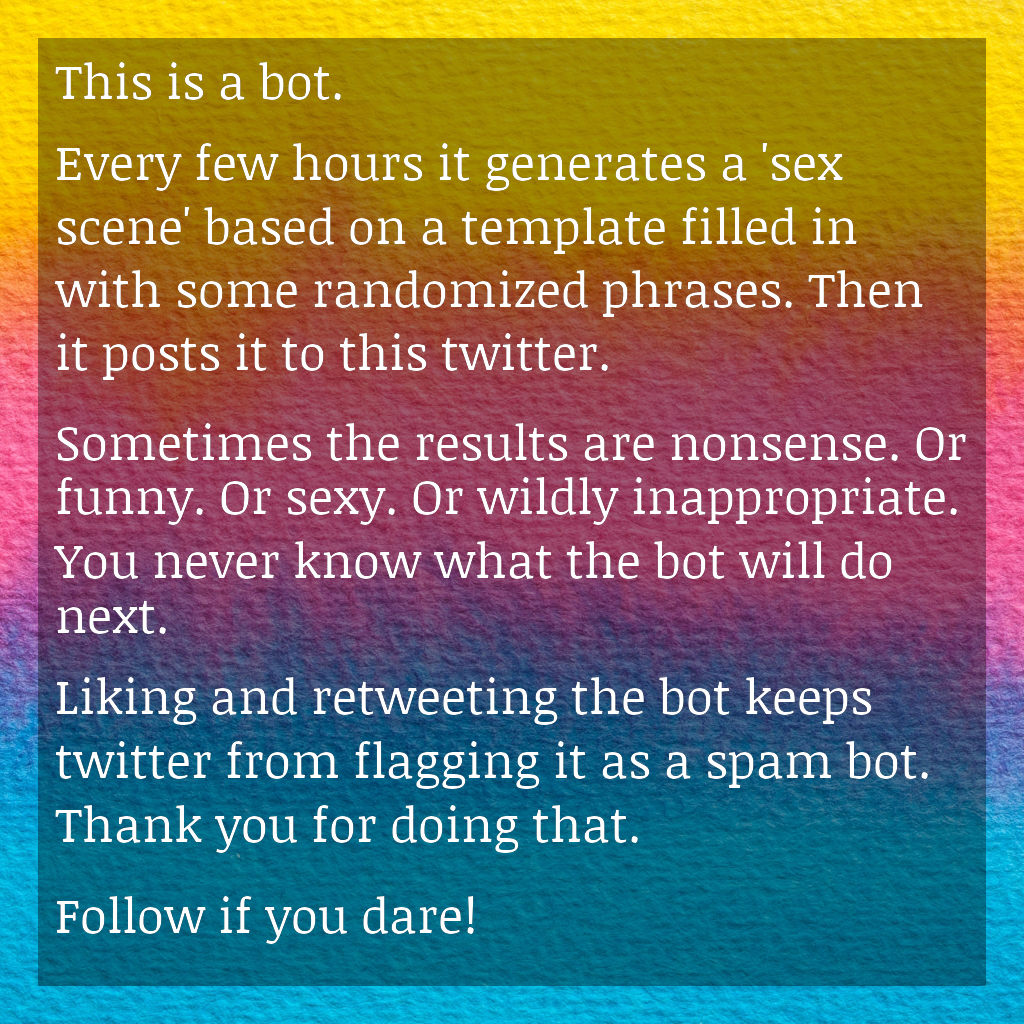 This is a bot.
Every few hours it generates a 'sex
scene' based on a template filled in
with some randomized phrases. Then
it posts it to this twitter.
Sometimes the results are nonsense. Or
funny. Or sexy. Or wildly inappropriate.
You never know what the bot will do
next.
Liking and retweeting the bot keeps
twitter from flagging it as a spam bot.
Thank you for doing that.
Follow if you dare!